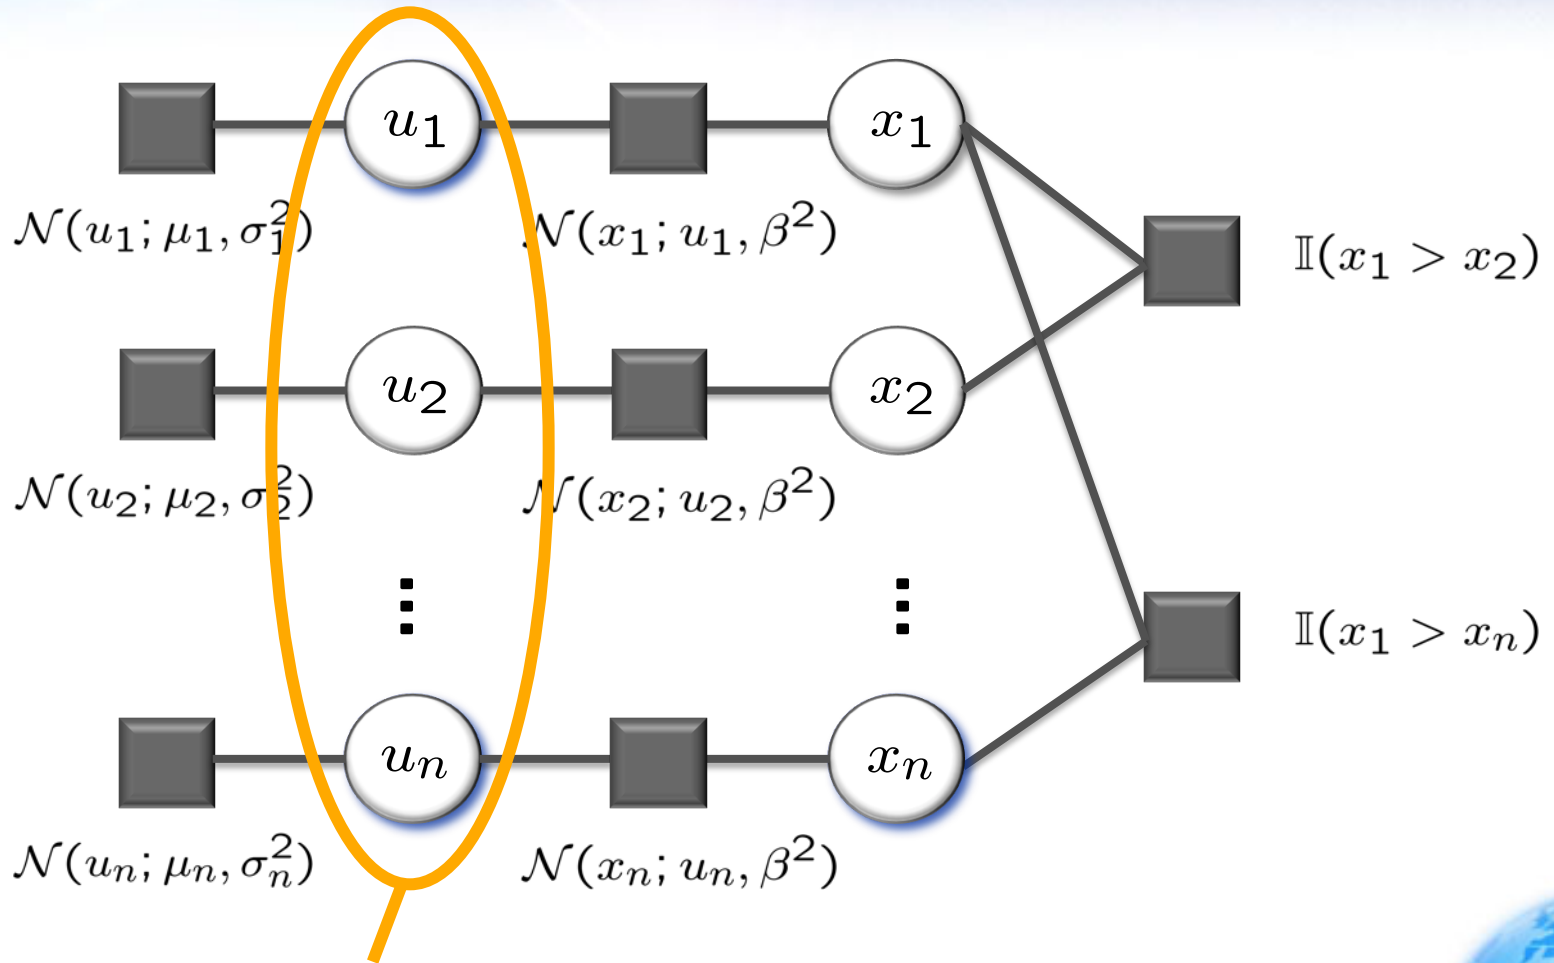 u₁ x₁
𝒩(u₁; μ₁, σ₁²) 𝒩(x₁; u₁, β²) 𝕀(x₁ > x₂)
u₂ x₂
𝒩(u₂; μ₂, σ₂²) 𝒩(x₂; u₂, β²)
⋮ ⋮
𝕀(x₁ > xₙ)
uₙ xₙ
𝒩(uₙ; μₙ, σₙ²) 𝒩(xₙ; uₙ, β²)